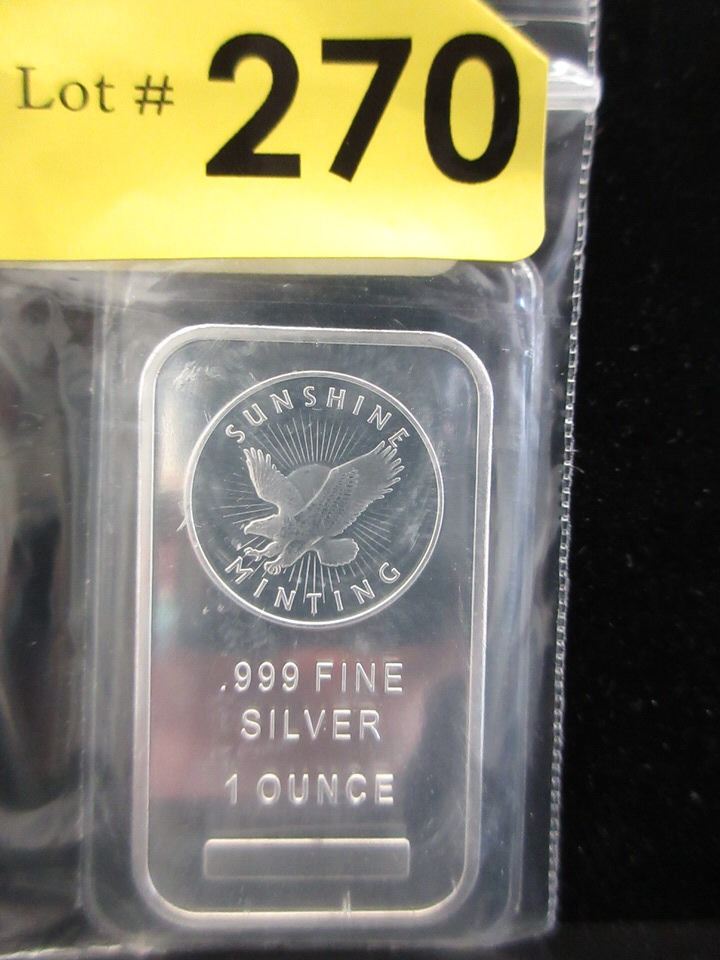 Lot # 270
SUNSHINE
MINTING
.999 FINE
SILVER
1 OUNCE